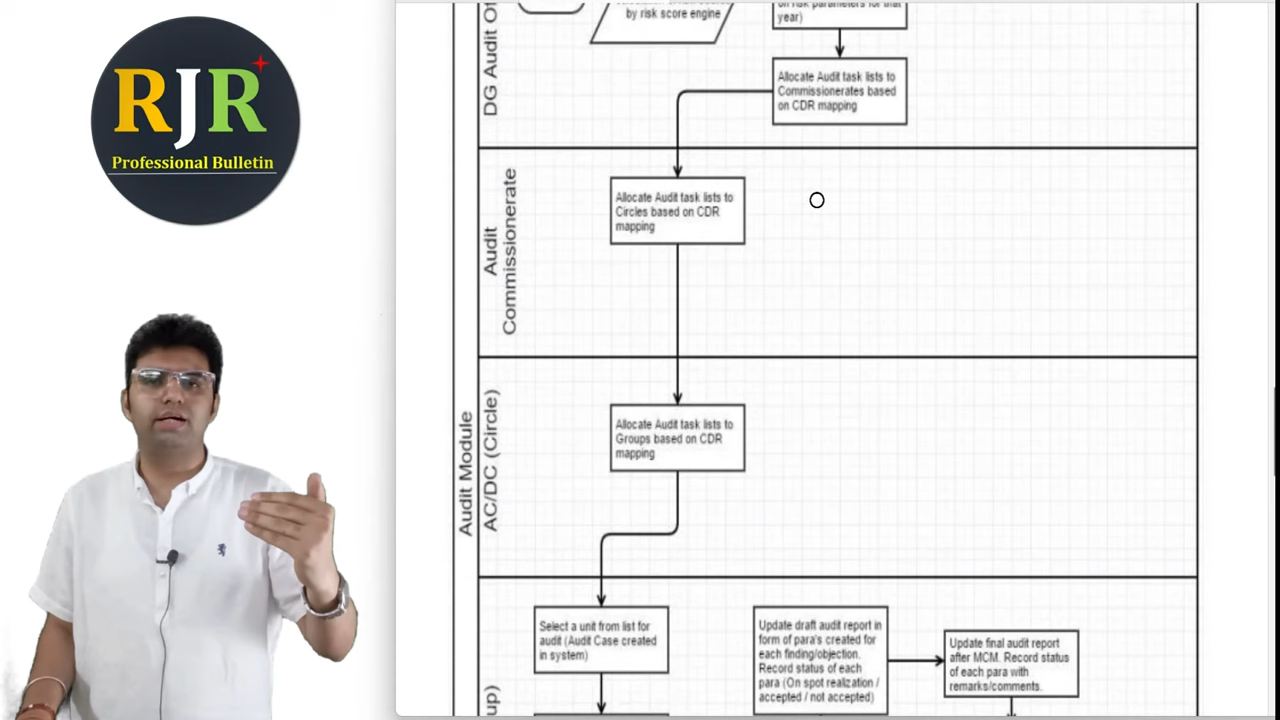 RJR
Professional Bulletin
Audit Module
DG Audit
by risk score engine
on risk parameters for that
year)
Allocate Audit task lists to
Commissionerates based
on CDR mapping
Audit
Commissionerate
Allocate Audit task lists to
Circles based on CDR
mapping
AC/DC (Circle)
Allocate Audit task lists to
Groups based on CDR
mapping
up)
Select a unit from list for
audit (Audit Case created
in system)
Update draft audit report in
form of para's created for
each finding/objection.
Record status of each
para (On spot realization /
accepted / not accepted)
Update final audit report
after MCM. Record status
of each para with
remarks/comments.